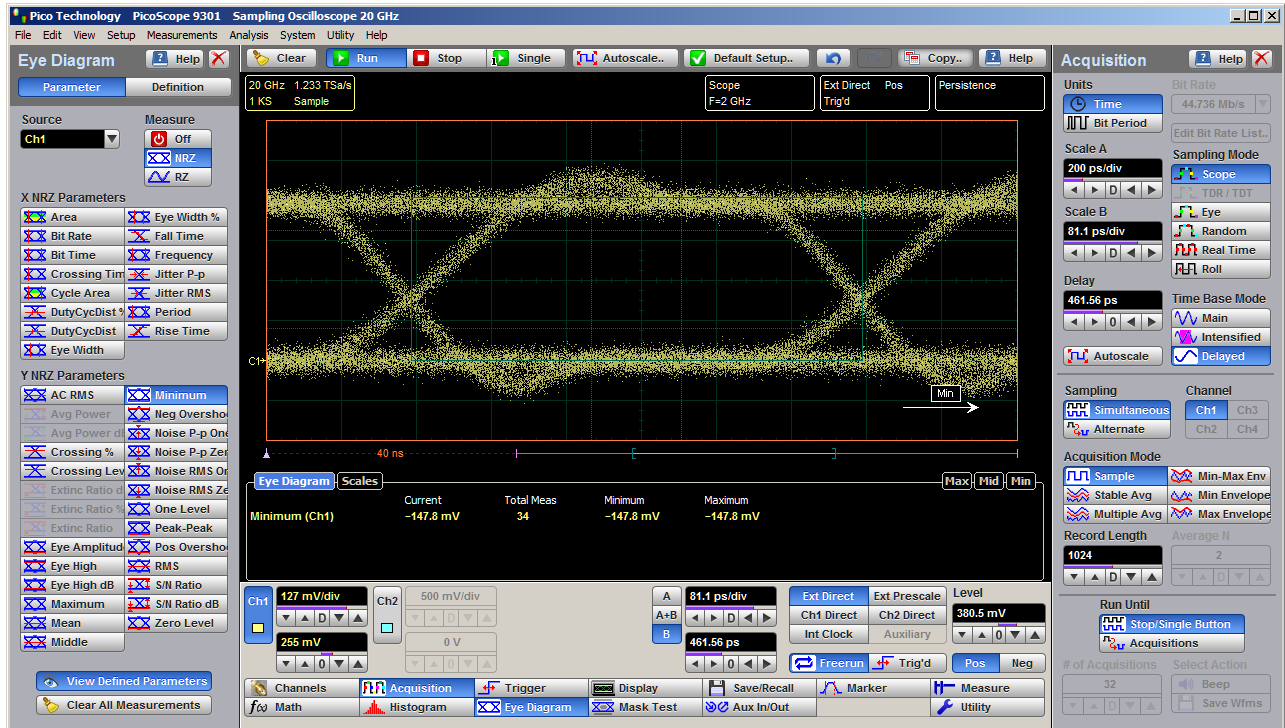 Pico Technology PicoScope 9301 Sampling Oscilloscope 20 GHz
File Edit View Setup Measurements Analysis System Utility Help
Eye Diagram Help
Parameter Definition
Source Measure
Ch1 Off
NRZ
RZ
X NRZ Parameters
Area Eye Width %
Bit Rate Fall Time
Bit Time Frequency
Crossing Tim Jitter P-p
Cycle Area Jitter RMS
DutyCycDist % Period
DutyCycDist Rise Time
Eye Width
Y NRZ Parameters
AC RMS Minimum
Avg Power Neg Oversho
Avg Power dB Noise P-p One
Crossing % Noise P-p Zer
Crossing Lev Noise RMS On
Extinc Ratio d Noise RMS Ze
Extinc Ratio % One Level
Extinc Ratio Peak-Peak
Eye Amplitud Pos Oversho
Eye High RMS
Eye High dB S/N Ratio
Maximum S/N Ratio dB
Mean Zero Level
Middle
View Defined Parameters
Clear All Measurements
Clear Run Stop Single Autoscale.. Default Setup.. Copy.. Help
20 GHz 1.233 TSa/s
1 KS Sample
Scope
F=2 GHz
Ext Direct Pos
Trig'd
Persistence
C1
Min
40 ns
Eye Diagram Scales Max Mid Min
Current Total Meas Minimum Maximum
Minimum (Ch1) −147.8 mV 34 −147.8 mV −147.8 mV
Ch1 127 mV/div Ch2 500 mV/div
D D
255 mV 0 V
0 0
A 81.1 ps/div
A+B D
B 461.56 ps
0
Ext Direct Ext Prescale
Ch1 Direct Ch2 Direct
Int Clock Auxiliary
Freerun Trig'd
Level
380.5 mV
0
Pos Neg
Channels Acquisition Trigger Display Save/Recall Marker Measure
Math Histogram Eye Diagram Mask Test Aux In/Out Utility
Acquisition Help
Units Bit Rate
Time 44.736 Mb/s
Bit Period Edit Bit Rate List..
Scale A Sampling Mode
200 ps/div Scope
D TDR / TDT
Scale B Eye
81.1 ps/div Random
D Real Time
Roll
Delay Time Base Mode
461.56 ps Main
0 Intensified
Autoscale Delayed
Sampling Channel
Simultaneous Ch1 Ch3
Alternate Ch2 Ch4
Acquisition Mode
Sample Min-Max Env
Stable Avg Min Envelope
Multiple Avg Max Envelope
Record Length Average N
1024 2
D D
Run Until
Stop/Single Button
Acquisitions
# of Acquisitions Select Action
32 Beep
D Save Wfms